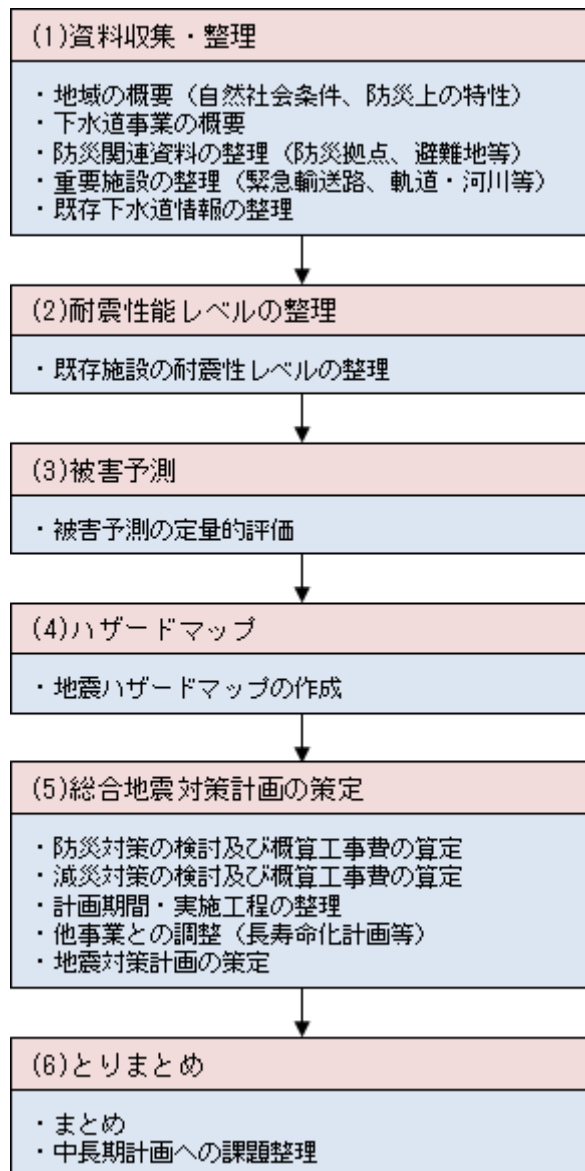 (1)資料収集・整理
・地域の概要（自然社会条件、防災上の特性）
・下水道事業の概要
・防災関連資料の整理（防災拠点、避難地等）
・重要施設の整理（緊急輸送路、軌道・河川等）
・既存下水道情報の整理
(2)耐震性能レベルの整理
・既存施設の耐震性レベルの整理
(3)被害予測
・被害予測の定量的評価
(4)ハザードマップ
・地震ハザードマップの作成
(5)総合地震対策計画の策定
・防災対策の検討及び概算工事費の算定
・減災対策の検討及び概算工事費の算定
・計画期間・実施工程の整理
・他事業との調整（長寿命化計画等）
・地震対策計画の策定
(6)とりまとめ
・まとめ
・中長期計画への課題整理